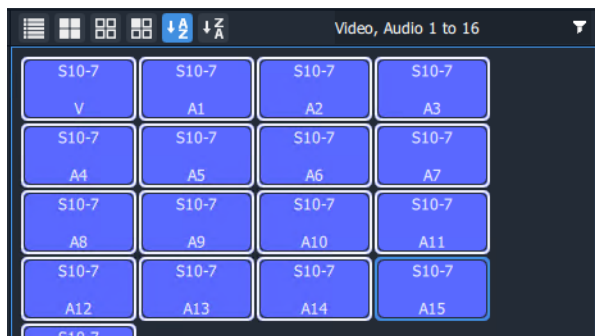 Video, Audio 1 to 16
S10-7 S10-7 S10-7 S10-7
V A1 A2 A3
S10-7 S10-7 S10-7 S10-7
A4 A5 A6 A7
S10-7 S10-7 S10-7 S10-7
A8 A9 A10 A11
S10-7 S10-7 S10-7 S10-7
A12 A13 A14 A15
S10-7